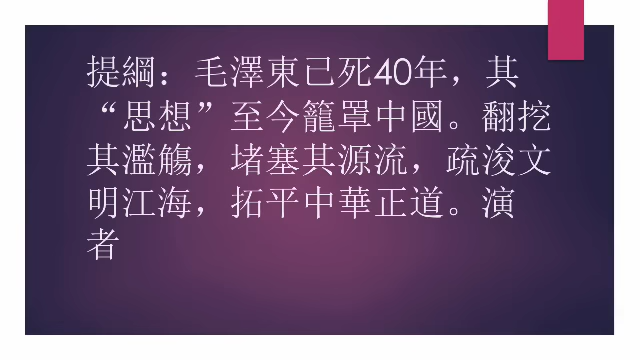 提綱：毛澤東已死40年，其
“思想”至今籠罩中國。翻挖
其濫觴，堵塞其源流，疏浚文
明江海，拓平中華正道。演
者